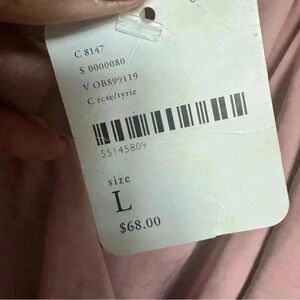 C 8147
S 0000080
V OB899119
C rose/tyrie
55145809
size
L
$68.00